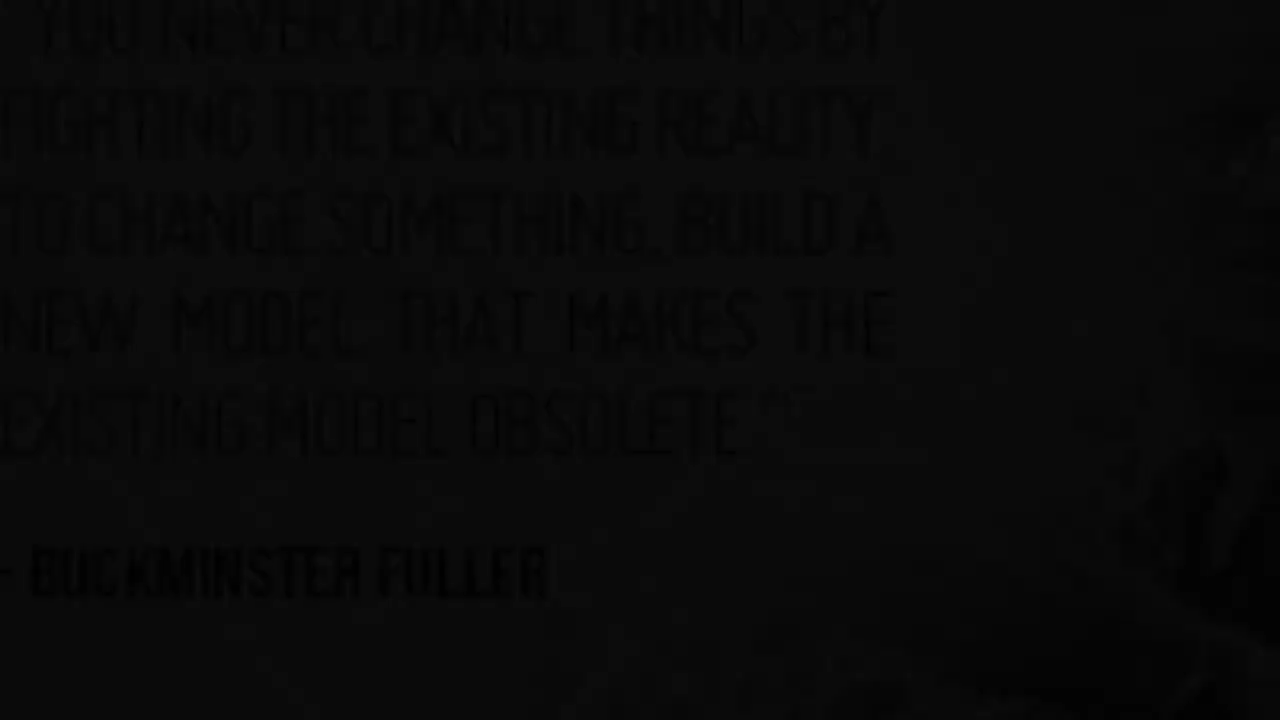 YOU NEVER CHANGE THINGS BY
FIGHTING THE EXISTING REALITY.
TO CHANGE SOMETHING, BUILD A
NEW MODEL THAT MAKES THE
EXISTING MODEL OBSOLETE."
- BUCKMINSTER FULLER